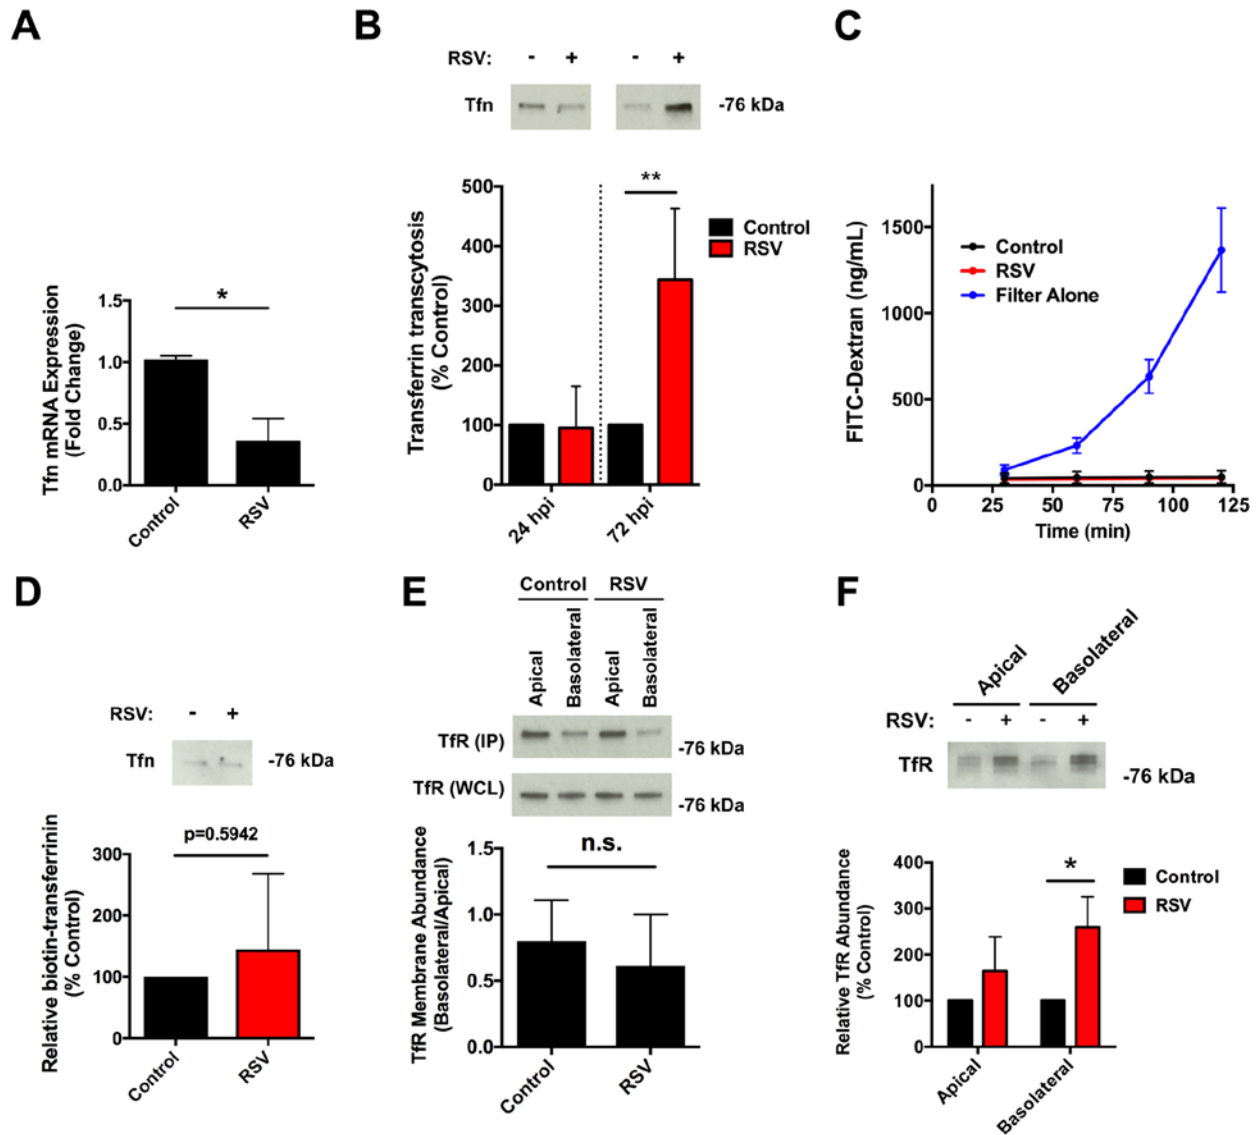 A
Tfn mRNA Expression
(Fold Change)
1.5
1.0
0.5
0.0
*
Control
RSV
B
RSV: - + - +
Tfn -76 kDa
Transferrin transcytosis
(% Control)
500
400
300
200
100
0
**
Control
RSV
24 hpi
72 hpi
C
FITC-Dextran (ng/mL)
1500
1000
500
0
Control
RSV
Filter Alone
0 25 50 75 100 125
Time (min)
D
RSV: - +
Tfn -76 kDa
p=0.5942
Relative biotin-transferrinin
(% Control)
300
200
100
0
Control
RSV
E
Control RSV
Apical
Basolateral
Apical
Basolateral
TfR (IP) -76 kDa
TfR (WCL) -76 kDa
TfR Membrane Abundance
(Basolateral/Apical)
1.5
1.0
0.5
0.0
n.s.
Control
RSV
F
Apical
Basolateral
RSV: - + - +
TfR -76 kDa
Relative TfR Abundance
(% Control)
400
300
200
100
0
*
Control
RSV
Apical
Basolateral